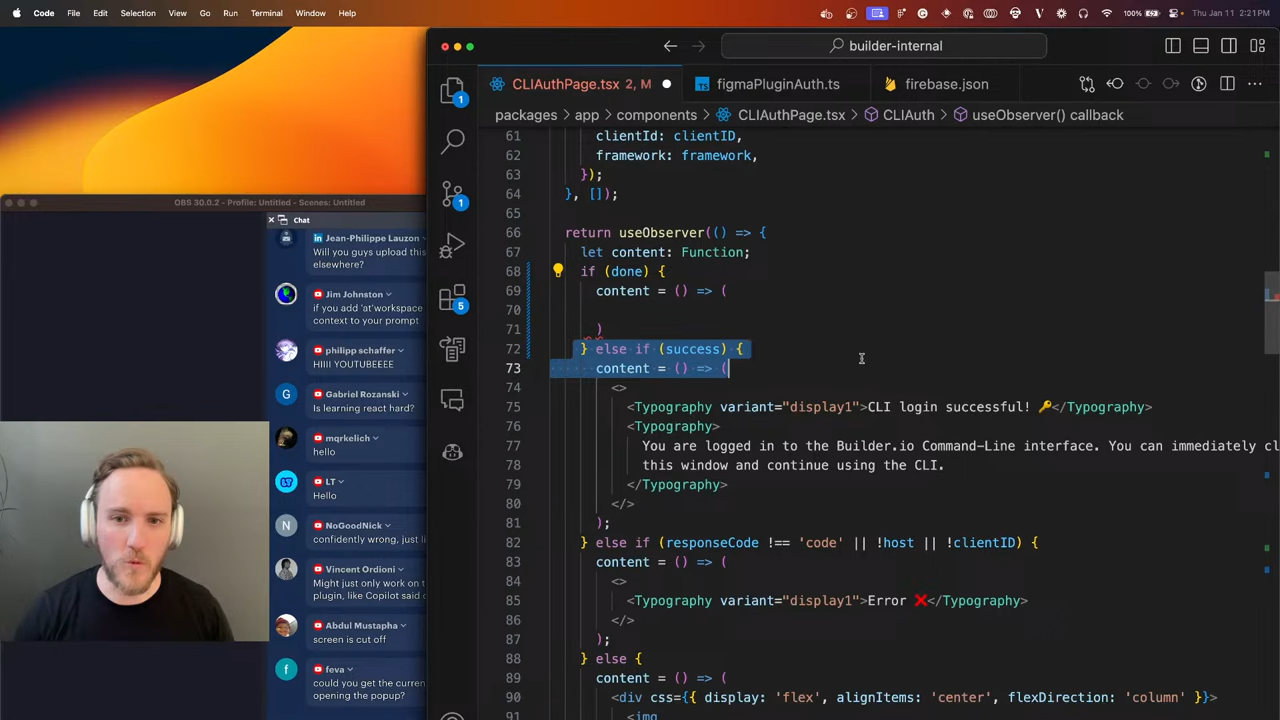 Code File Edit Selection View Go Run Terminal Window Help 100% Thu Jan 11 2:21PM
builder-internal
CLIAuthPage.tsx 2, M
figmaPluginAuth.ts
firebase.json
packages > app > components > CLIAuthPage.tsx > CLIAuth > useObserver() callback
61 clientId: clientID,
62 framework: framework,
63 });
64 }, []);
65
66 return useObserver(() => {
67 let content: Function;
68 if (done) {
69 content = () => (
70
71 )
72 } else if (success) {
73 content = () => (
74 <>
75 <Typography variant="display1">CLI login successful! 🔑</Typography>
76 <Typography>
77 You are logged in to the Builder.io Command-Line interface. You can immediately cl
78 this window and continue using the CLI.
79 </Typography>
80 </>
81 );
82 } else if (responseCode !== 'code' || !host || !clientID) {
83 content = () => (
84 <>
85 <Typography variant="display1">Error ❌</Typography>
86 </>
87 );
88 } else {
89 content = () => (
90 <div css={{ display: 'flex', alignItems: 'center', flexDirection: 'column' }}>
91 <img
1
1
5
OBS 30.0.2 - Profile: Untitled - Scenes: Untitled
Chat
Jean-Philippe Lauzon
Will you guys upload this
elsewhere?
Jim Johnston
if you add 'at'workspace
context to your prompt
philipp schaffer
HIIII YOUTUBEEEE
G
Gabriel Rozanski
Is learning react hard?
mqrkelich
hello
LT
Hello
N
NoGoodNick
confidently wrong, just li
Vincent Ordioni
Might just only work on t
plugin, like Copilot said
Abdul Mustapha
screen is cut off
f
feva
could you get the curren
opening the popup?